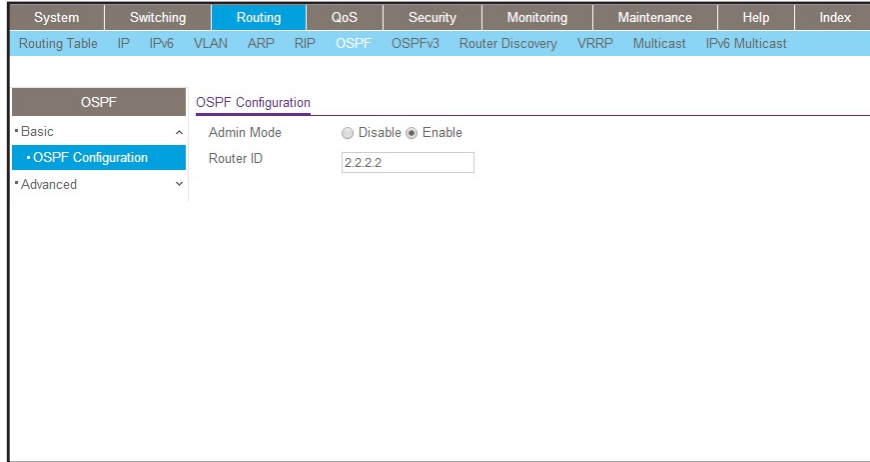 System Switching Routing QoS Security Monitoring Maintenance Help Index
Routing Table IP IPv6 VLAN ARP RIP OSPF OSPFv3 Router Discovery VRRP Multicast IPv6 Multicast
OSPF
Basic
OSPF Configuration
Advanced
OSPF Configuration
Admin Mode Disable Enable
Router ID 2.2.2.2